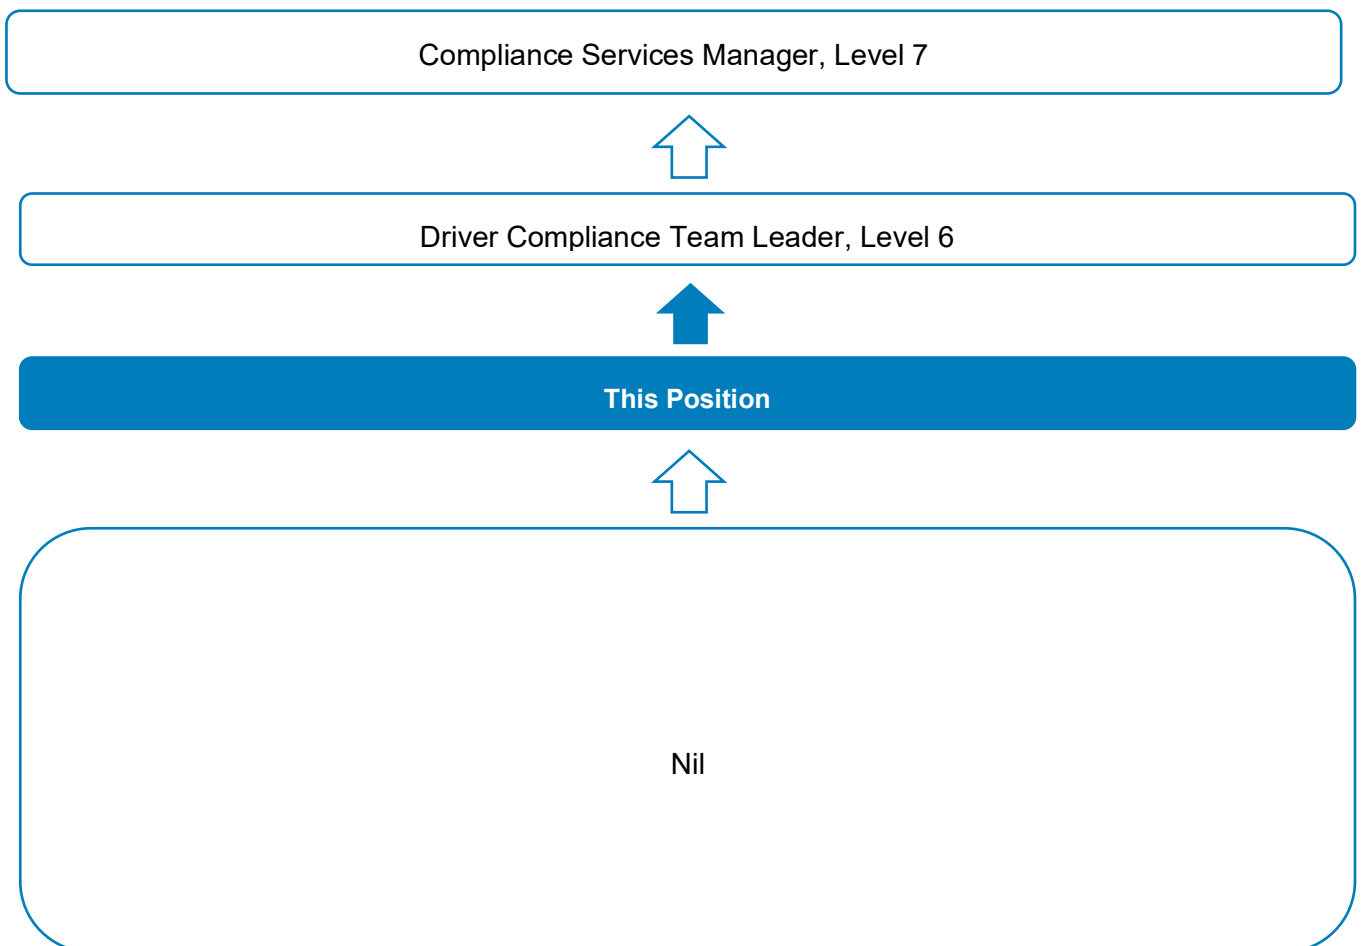 Compliance Services Manager, Level 7
Driver Compliance Team Leader, Level 6
This Position
Nil